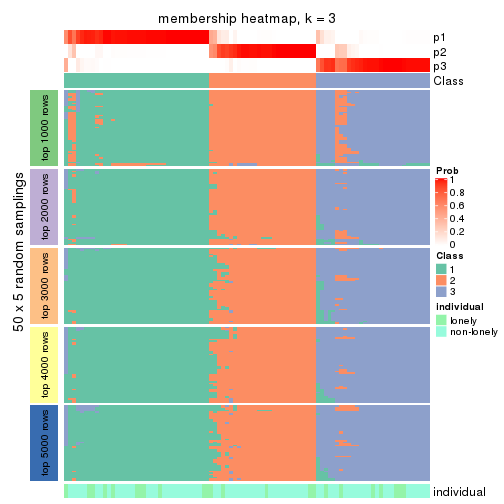 membership heatmap, k = 3
p1
p2
p3
Class
50 x 5 random samplings
top 1000 rows
top 2000 rows
top 3000 rows
top 4000 rows
top 5000 rows
individual
Prob
1
0.8
0.6
0.4
0.2
0
Class
1
2
3
individual
lonely
non-lonely